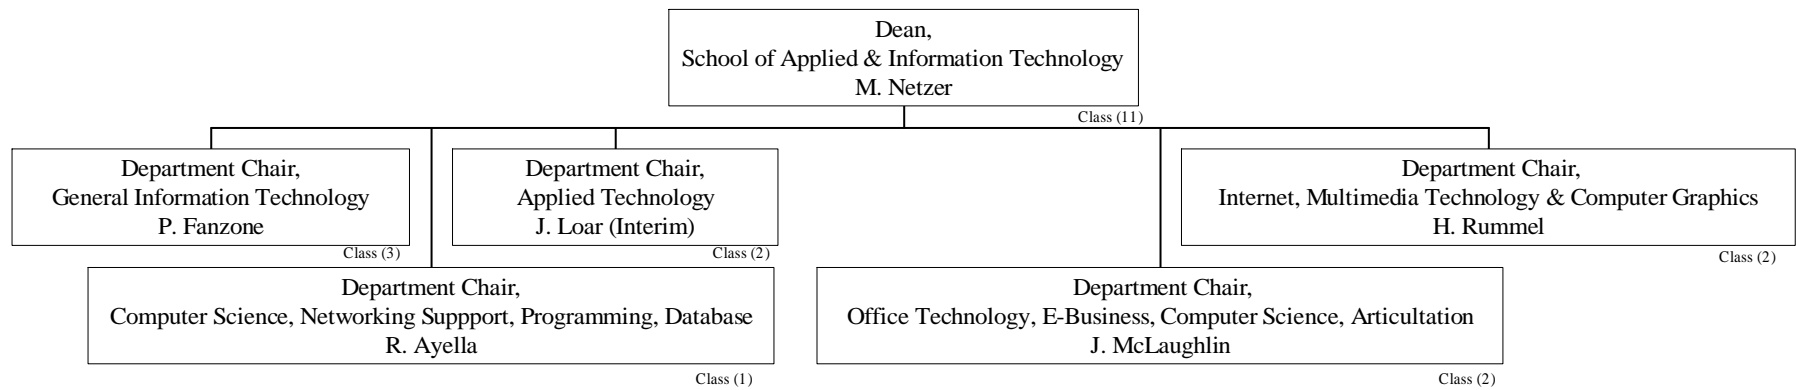 Dean,
School of Applied & Information Technology
M. Netzer
Class (11)
Department Chair,
General Information Technology
P. Fanzone
Class (3)
Department Chair,
Applied Technology
J. Loar (Interim)
Class (2)
Department Chair,
Internet, Multimedia Technology & Computer Graphics
H. Rummel
Class (2)
Department Chair,
Computer Science, Networking Suppport, Programming, Database
R. Ayella
Class (1)
Department Chair,
Office Technology, E-Business, Computer Science, Articultation
J. McLaughlin
Class (2)